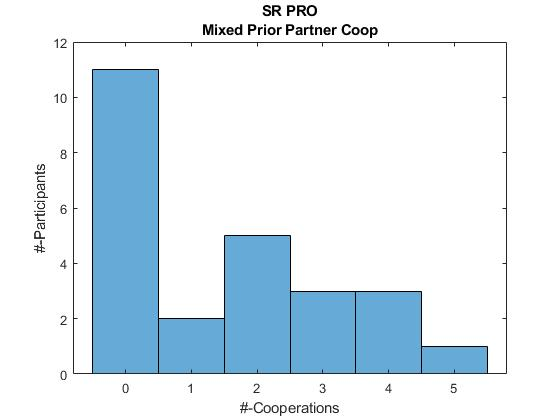 SR PRO
Mixed Prior Partner Coop
12
10
8
6
4
2
0
#-Participants
0 1 2 3 4 5
#-Cooperations